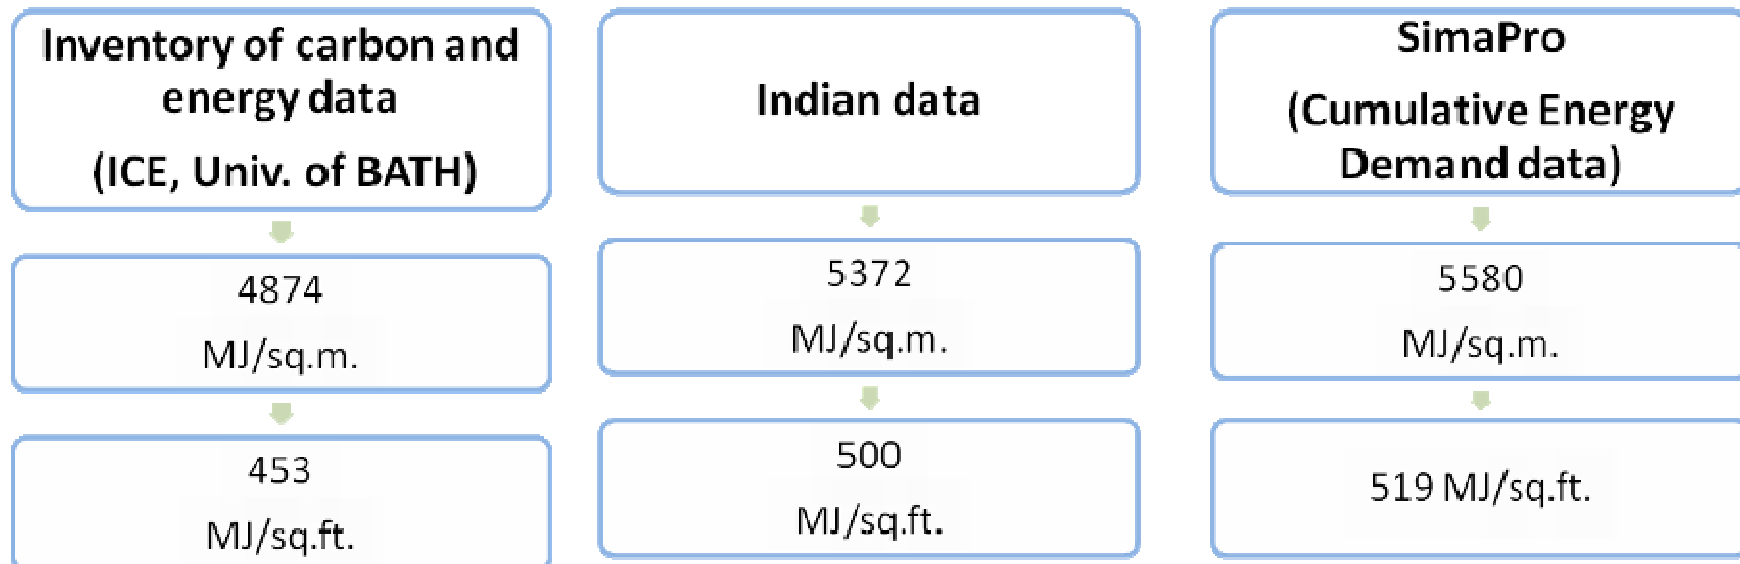 Inventory of carbon and
energy data
(ICE, Univ. of BATH)
4874
MJ/sq.m.
453
MJ/sq.ft.
Indian data
5372
MJ/sq.m.
500
MJ/sq.ft.
SimaPro
(Cumulative Energy
Demand data)
5580
MJ/sq.m.
519 MJ/sq.ft.